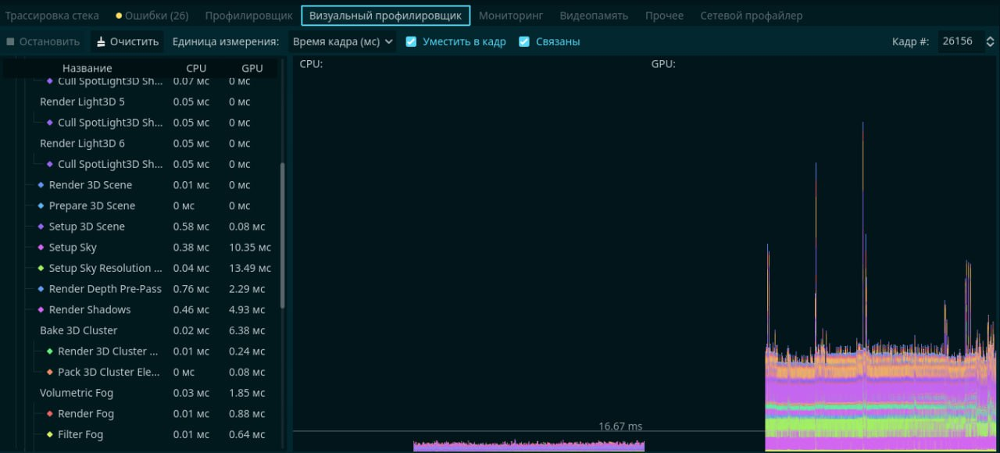 Трассировка стека Ошибки (26) Профилировщик Визуальный профилировщик Мониторинг Видеопамять Прочее Сетевой профайлер
Остановить Очистить Единица измерения: Время кадра (мс) Уместить в кадр Связаны Кадр #: 26156
Название CPU GPU
CPU: GPU:
Cull SpotLight3D Sh... 0.07 мс 0 мс
Render Light3D 5 0.05 мс 0 мс
Cull SpotLight3D Sh... 0.05 мс 0 мс
Render Light3D 6 0.05 мс 0 мс
Cull SpotLight3D Sh... 0.05 мс 0 мс
Render 3D Scene 0.01 мс 0 мс
Prepare 3D Scene 0 мс 0 мс
Setup 3D Scene 0.58 мс 0.08 мс
Setup Sky 0.38 мс 10.35 мс
Setup Sky Resolution ... 0.04 мс 13.49 мс
Render Depth Pre-Pass 0.76 мс 2.29 мс
Render Shadows 0.46 мс 4.93 мс
Bake 3D Cluster 0.02 мс 6.38 мс
Render 3D Cluster ... 0.01 мс 0.24 мс
Pack 3D Cluster Ele... 0 мс 0.08 мс
Volumetric Fog 0.03 мс 1.85 мс
Render Fog 0.01 мс 0.88 мс
Filter Fog 0.01 мс 0.64 мс
16.67 ms